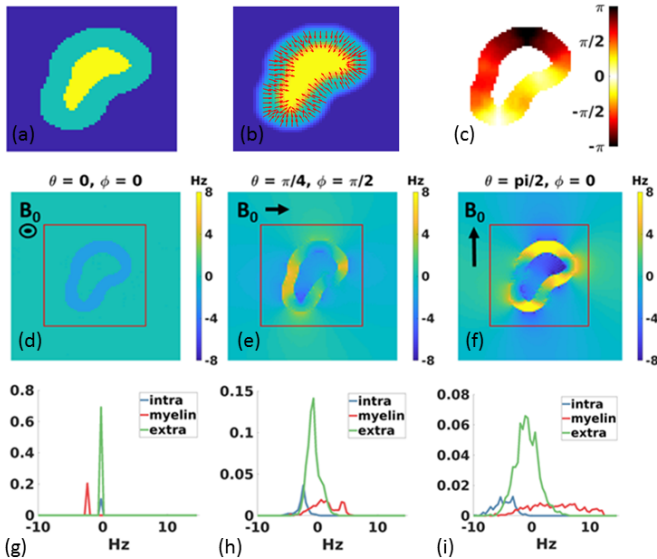 (a)
(b)
(c)
π
π/2
0
-π/2
-π
θ = 0, ϕ = 0
Hz
B0
8
4
0
-4
-8
(d)
θ = π/4, ϕ = π/2
Hz
B0
8
4
0
-4
-8
(e)
θ = pi/2, ϕ = 0
Hz
B0
8
4
0
-4
-8
(f)
0.8
0.6
0.4
0.2
0
-10
0
10
Hz
intra
myelin
extra
(g)
0.15
0.1
0.05
0
-10
0
10
Hz
intra
myelin
extra
(h)
0.08
0.06
0.04
0.02
0
-10
0
10
Hz
intra
myelin
extra
(i)